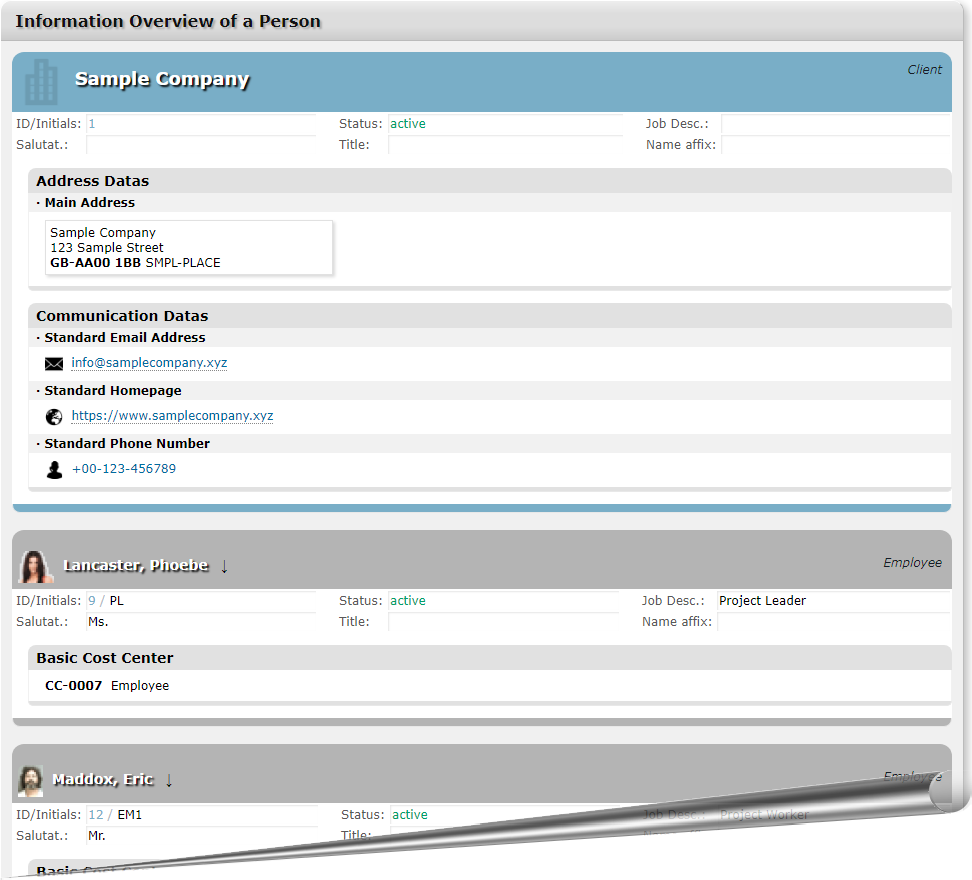 Information Overview of a Person
Sample Company
Client
ID/Initials: 1 Status: active Job Desc.:
Salutat.: Title: Name affix:
Address Datas
· Main Address
Sample Company
123 Sample Street
GB-AA00 1BB SMPL-PLACE
Communication Datas
· Standard Email Address
info@samplecompany.xyz
· Standard Homepage
https://www.samplecompany.xyz
· Standard Phone Number
+00-123-456789
Lancaster, Phoebe ↓
Employee
ID/Initials: 9 / PL Status: active Job Desc.: Project Leader
Salutat.: Ms. Title: Name affix:
Basic Cost Center
CC-0007 Employee
Maddox, Eric ↓
Employee
ID/Initials: 12 / EM1 Status: active Job Desc.: Project Worker
Salutat.: Mr. Title:
Basic Cost